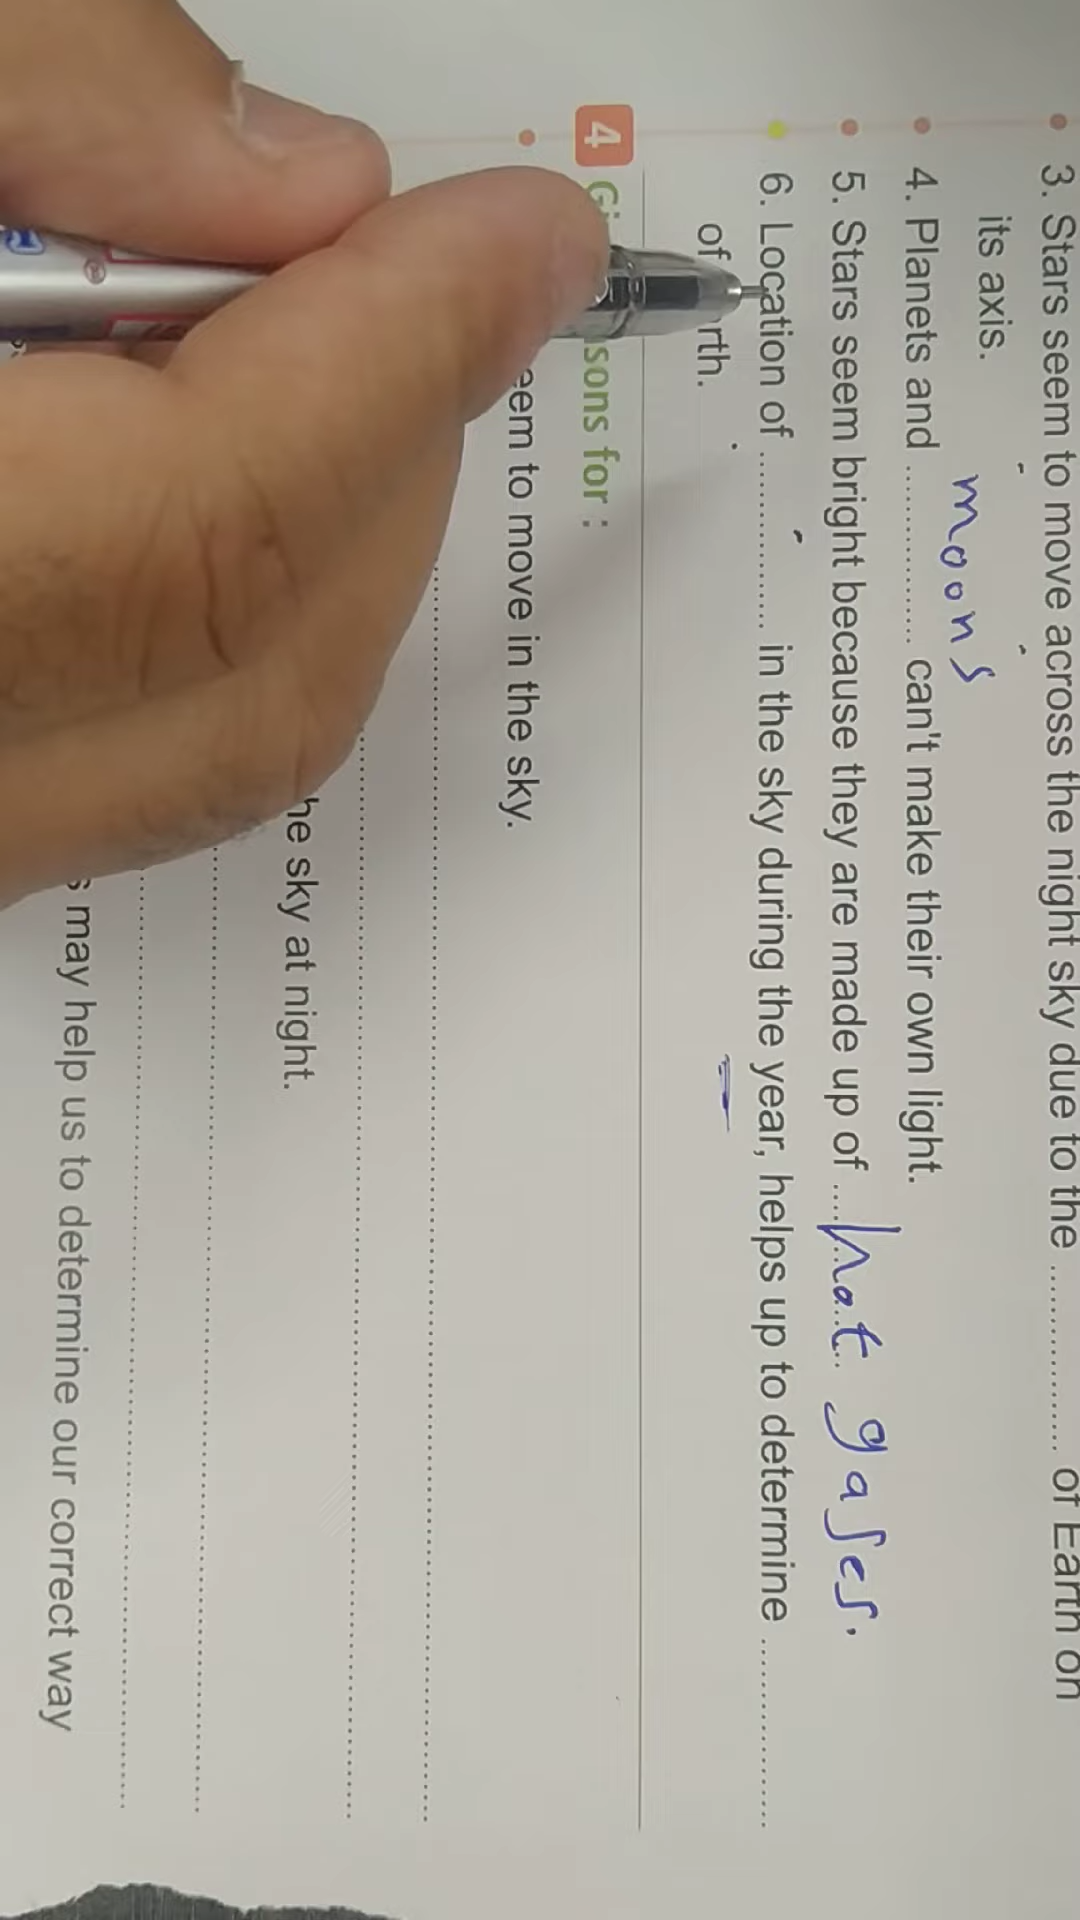 3. Stars seem to move across the night sky due to the .............. of Earth on
its axis.
moons
4. Planets and .............. can't make their own light.
5. Stars seem bright because they are made up of ....hot gases.
6. Location of .............. in the sky during the year, helps up to determine ..............
of rth.
4 Gi sons for :
eem to move in the sky.
he sky at night.
s may help us to determine our correct way